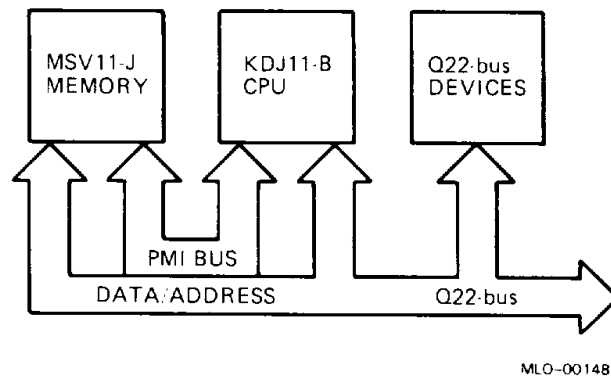 MSV11-J
MEMORY
KDJ11-B
CPU
Q22-bus
DEVICES
PMI BUS
DATA/ADDRESS
Q22-bus
MLO-00148